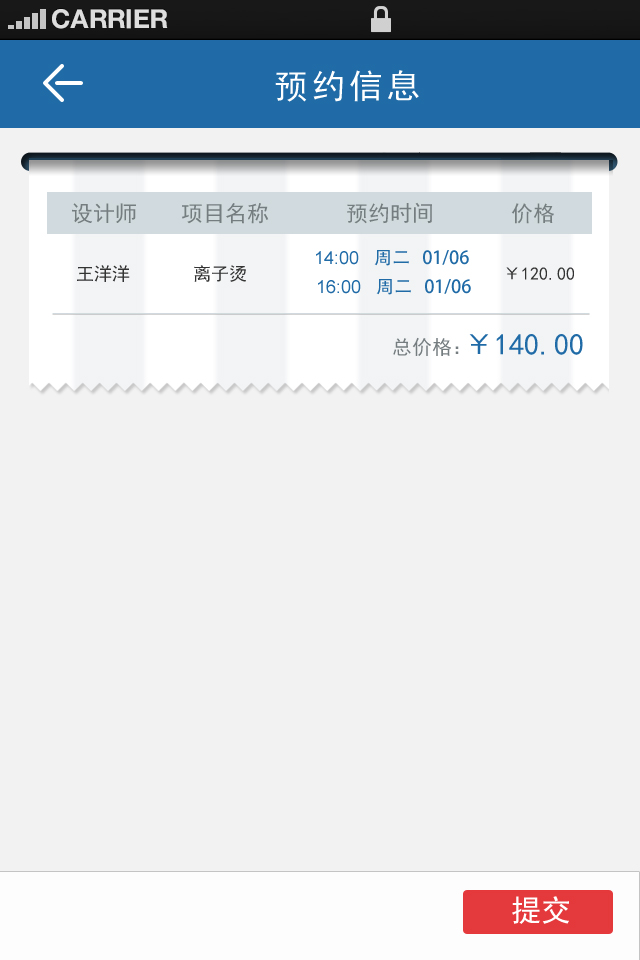 CARRIER
预约信息
设计师 项目名称 预约时间 价格
王洋洋 离子烫 14:00 周二 01/06 ￥120.00
16:00 周二 01/06
总价格：￥140.00
提交